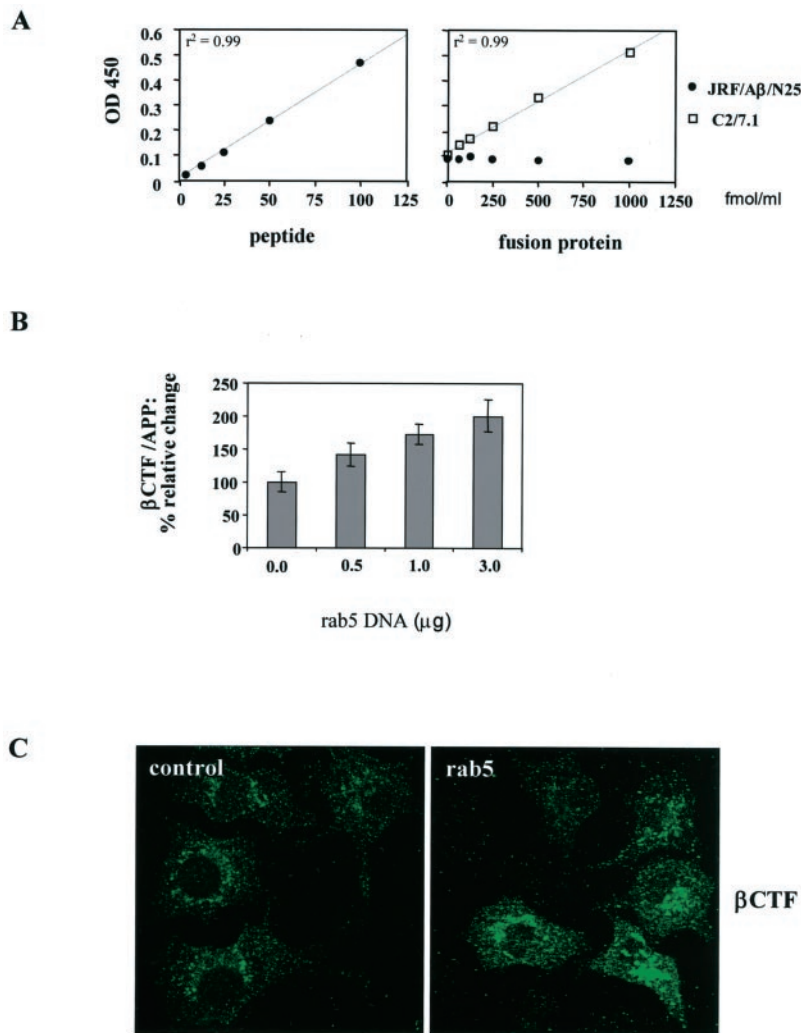 A
OD 450
0.6
0.5
0.4
0.3
0.2
0.1
0
r² = 0.99
0 25 50 75 100 125
peptide
r² = 0.99
0 250 500 750 1000 1250
fmol/ml
fusion protein
JRF/Aβ/N25
C2/7.1
B
βCTF /APP:
% relative change
250
200
150
100
50
0
0.0 0.5 1.0 3.0
rab5 DNA (μg)
C
control
rab5
βCTF